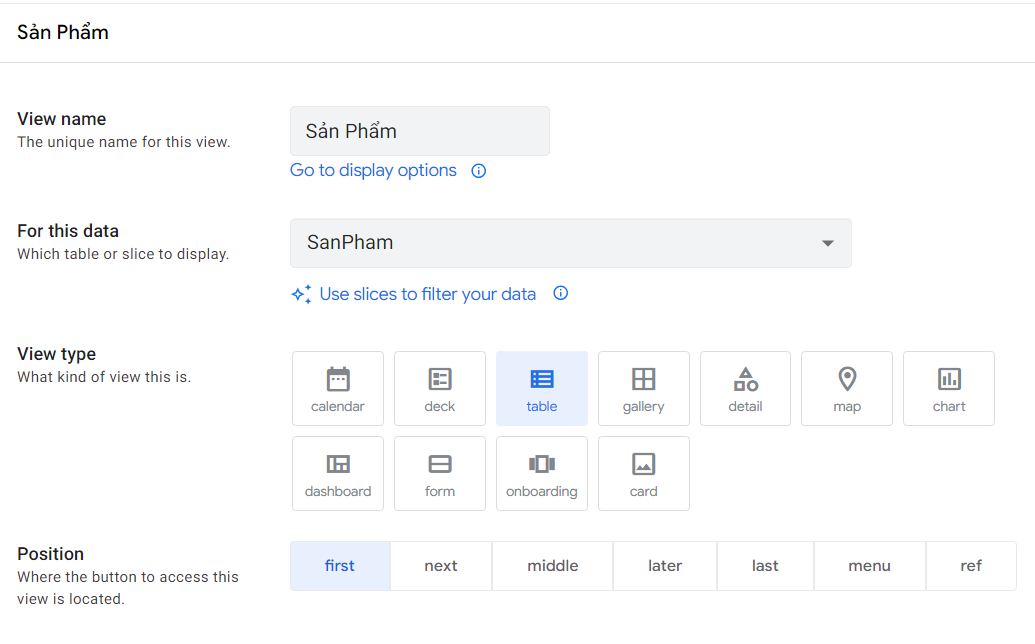 Sản Phẩm
View name
The unique name for this view.
Sản Phẩm
Go to display options
For this data
Which table or slice to display.
SanPham
Use slices to filter your data
View type
What kind of view this is.
calendar
deck
table
gallery
detail
map
chart
dashboard
form
onboarding
card
Position
Where the button to access this
view is located.
first
next
middle
later
last
menu
ref